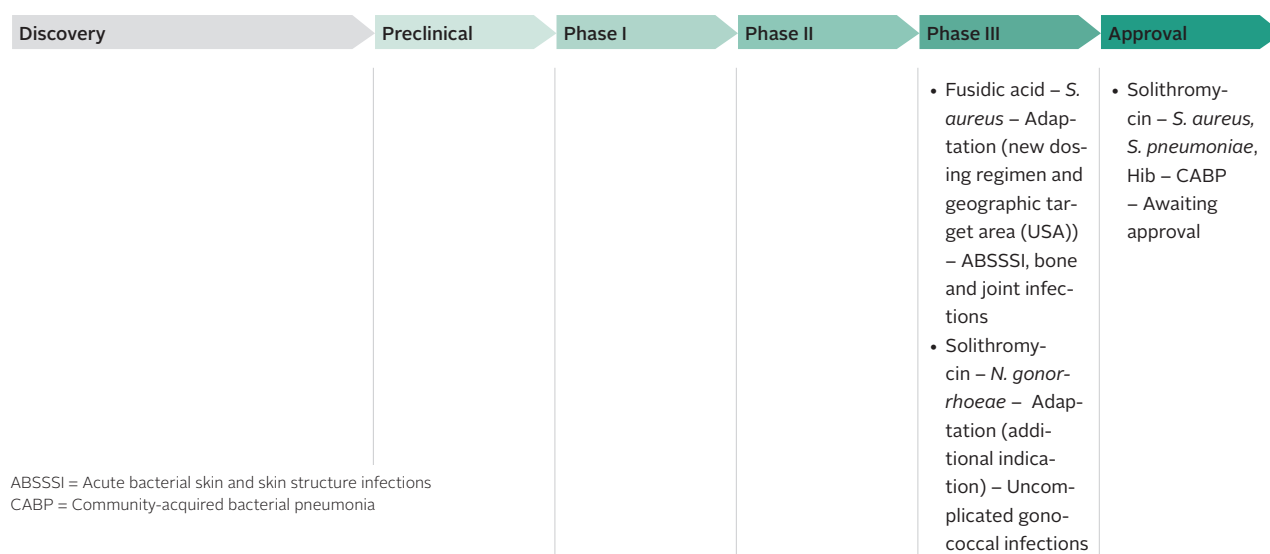 Discovery
Preclinical
Phase I
Phase II
Phase III
Approval
• Fusidic acid – S.
aureus – Adap-
tation (new dos-
ing regimen and
geographic tar-
get area (USA))
– ABSSSI, bone
and joint infec-
tions
• Solithromy-
cin – N. gonor-
rhoeae –  Adap-
tation (addi-
tional indica-
tion) – Uncom-
plicated gono-
coccal infections
• Solithromy-
cin – S. aureus,
S. pneumoniae,
Hib – CABP
– Awaiting
approval
ABSSSI = Acute bacterial skin and skin structure infections
CABP = Community-acquired bacterial pneumonia